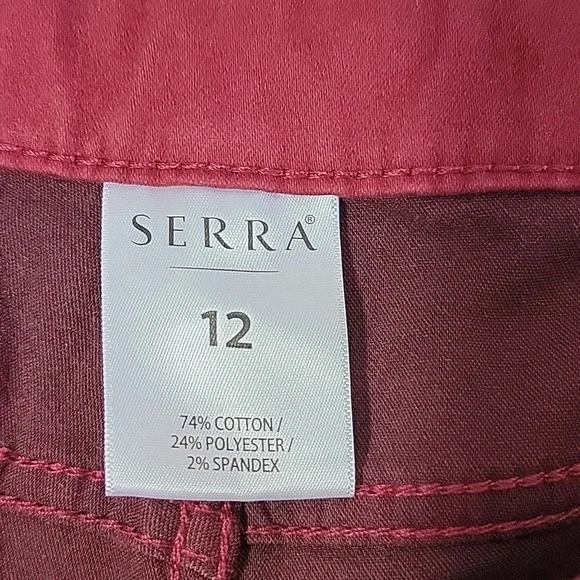 SERRA®
12
74% COTTON /
24% POLYESTER /
2% SPANDEX